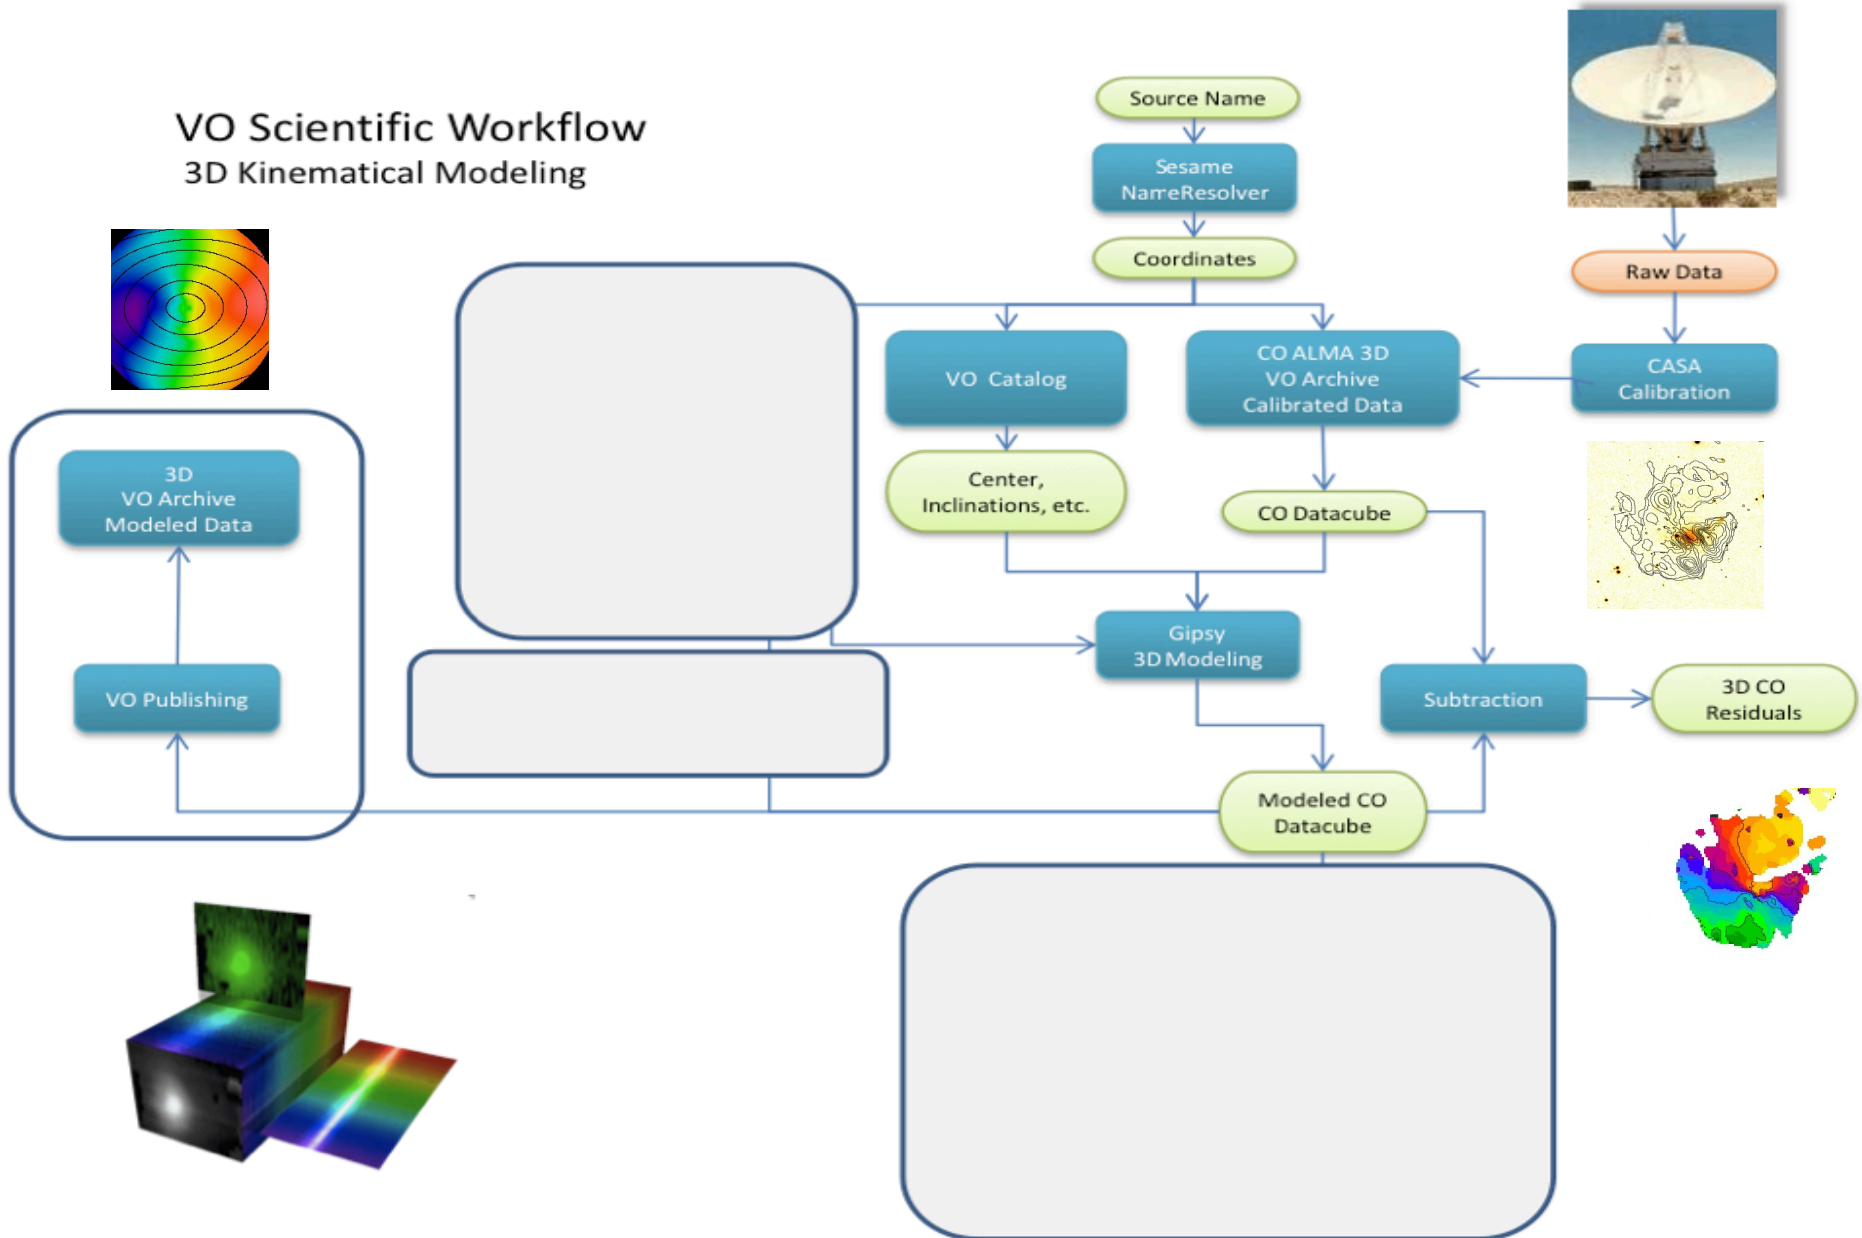 VO Scientific Workflow
3D Kinematical Modeling
Source Name
Sesame
NameResolver
Coordinates
Raw Data
VO Catalog
CO ALMA 3D
VO Archive
Calibrated Data
CASA
Calibration
3D
VO Archive
Modeled Data
Center,
Inclinations, etc.
CO Datacube
Gipsy
3D Modeling
VO Publishing
Subtraction
3D CO
Residuals
Modeled CO
Datacube